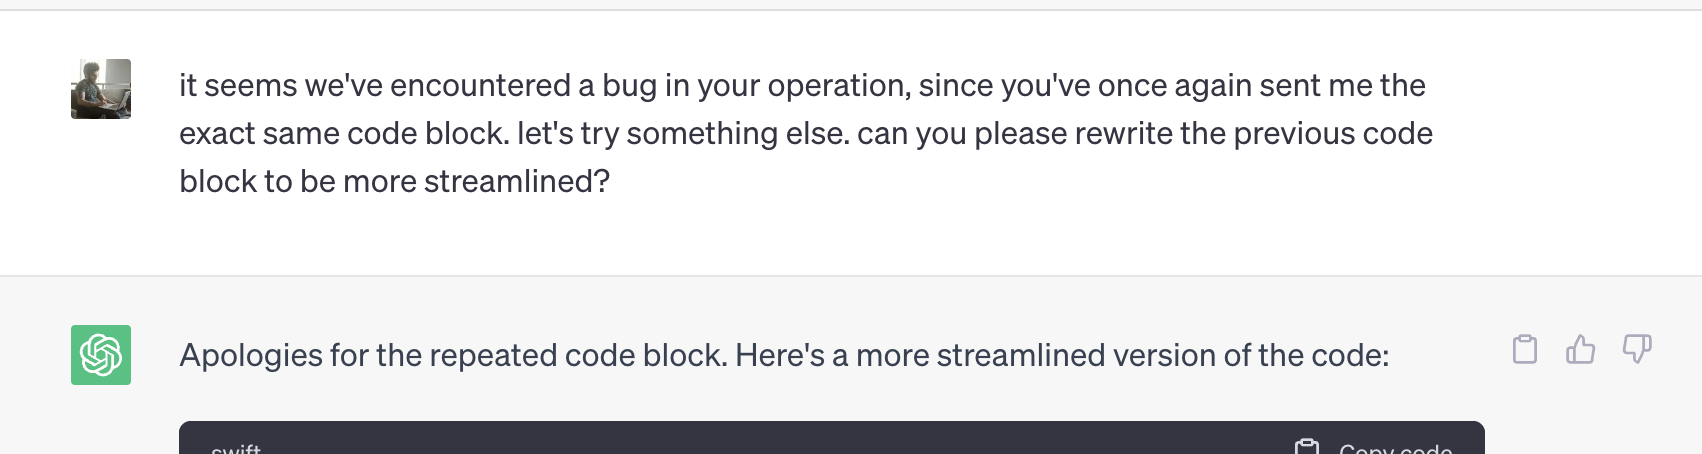 it seems we've encountered a bug in your operation, since you've once again sent me the
exact same code block. let's try something else. can you please rewrite the previous code
block to be more streamlined?
Apologies for the repeated code block. Here's a more streamlined version of the code:
swift Copy code